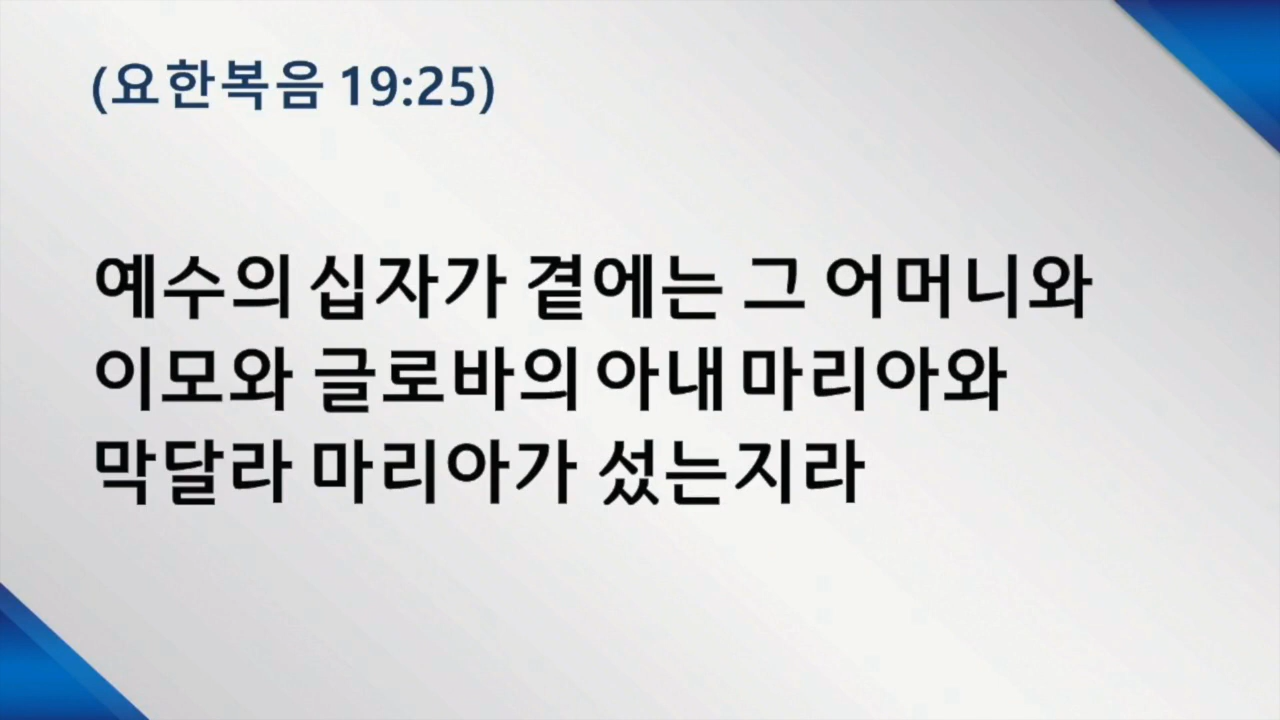 (요한복음 19:25)
예수의 십자가 곁에는 그 어머니와
이모와 글로바의 아내 마리아와
막달라 마리아가 섰는지라